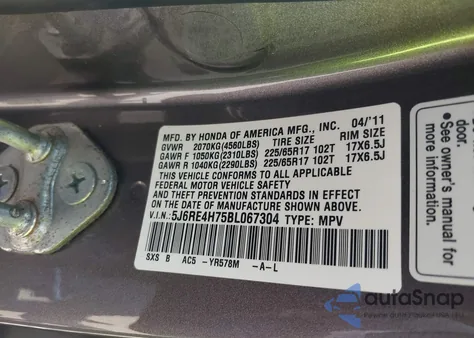 MFD. BY HONDA OF AMERICA MFG., INC. 04/'11
GVWR 2070KG(4560LBS) TIRE SIZE RIM SIZE
GAWR F 1050KG(2310LBS) 225/65R17 102T 17X6.5J
GAWR R 1040KG(2290LBS) 225/65R17 102T 17X6.5J
THIS VEHICLE CONFORMS TO ALL APPLICABLE
FEDERAL MOTOR VEHICLE SAFETY, BUMPER,
AND THEFT PREVENTION STANDARDS IN EFFECT ON
THE DATE OF MANUFACTURE SHOWN ABOVE.
V.I.N: 5J6RE4H75BL067304 TYPE: MPV
SXS B AC5 -YR578M -A-L
door.
•See owner's
manual for
more
autoSnap